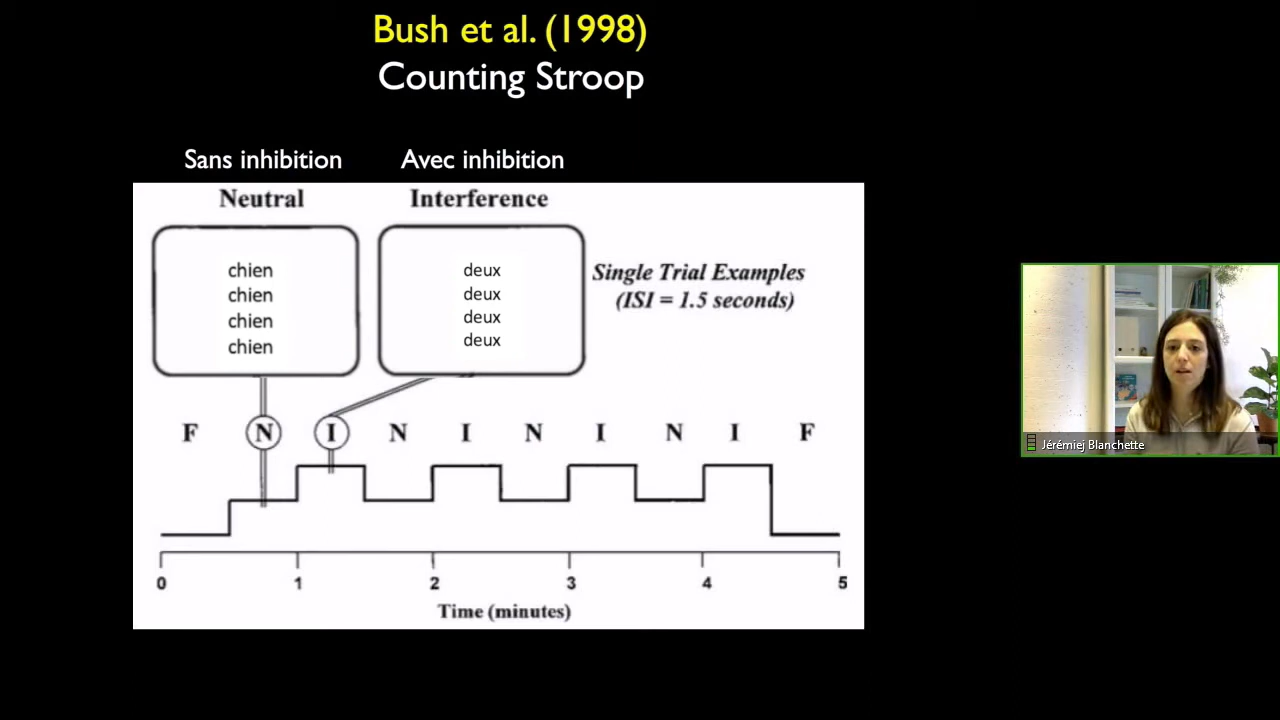 Bush et al. (1998)
Counting Stroop
Sans inhibition
Avec inhibition
Neutral
Interference
chien
chien
chien
chien
deux
deux
deux
deux
Single Trial Examples
(ISI = 1.5 seconds)
F N I N I N I N I F
0 1 2 3 4 5
Time (minutes)
Jérémiej Blanchette